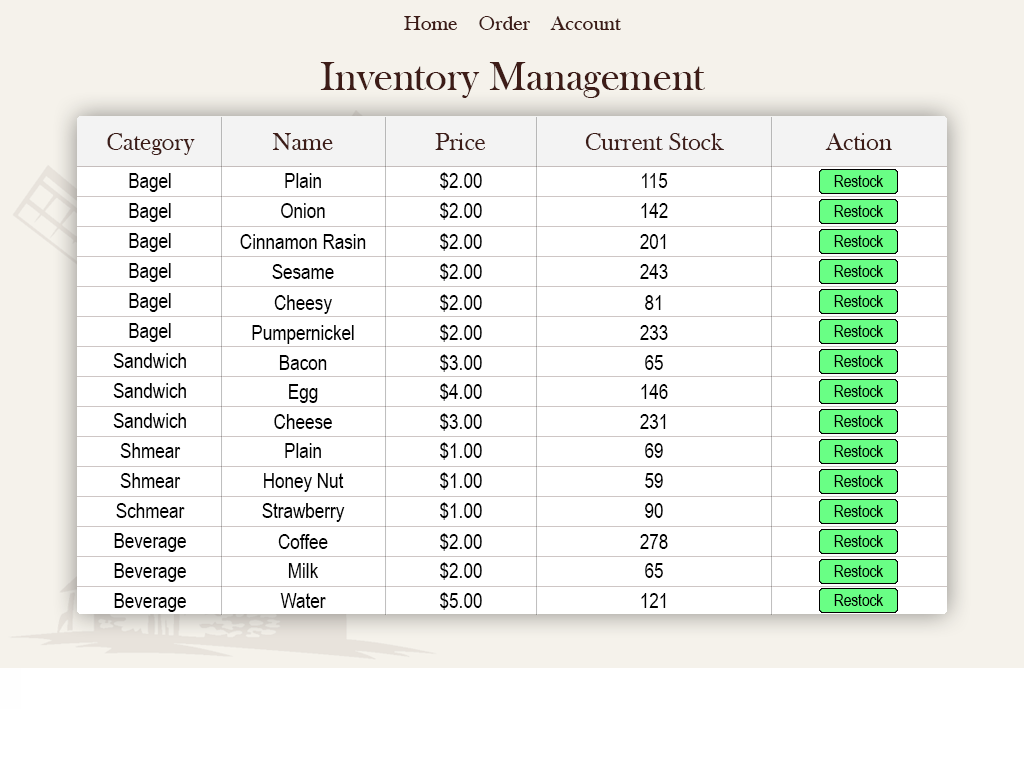 Home Order Account
Inventory Management
Category Name Price Current Stock Action
Bagel Plain $2.00 115 Restock
Bagel Onion $2.00 142 Restock
Bagel Cinnamon Rasin $2.00 201 Restock
Bagel Sesame $2.00 243 Restock
Bagel Cheesy $2.00 81 Restock
Bagel Pumpernickel $2.00 233 Restock
Sandwich Bacon $3.00 65 Restock
Sandwich Egg $4.00 146 Restock
Sandwich Cheese $3.00 231 Restock
Shmear Plain $1.00 69 Restock
Shmear Honey Nut $1.00 59 Restock
Schmear Strawberry $1.00 90 Restock
Beverage Coffee $2.00 278 Restock
Beverage Milk $2.00 65 Restock
Beverage Water $5.00 121 Restock